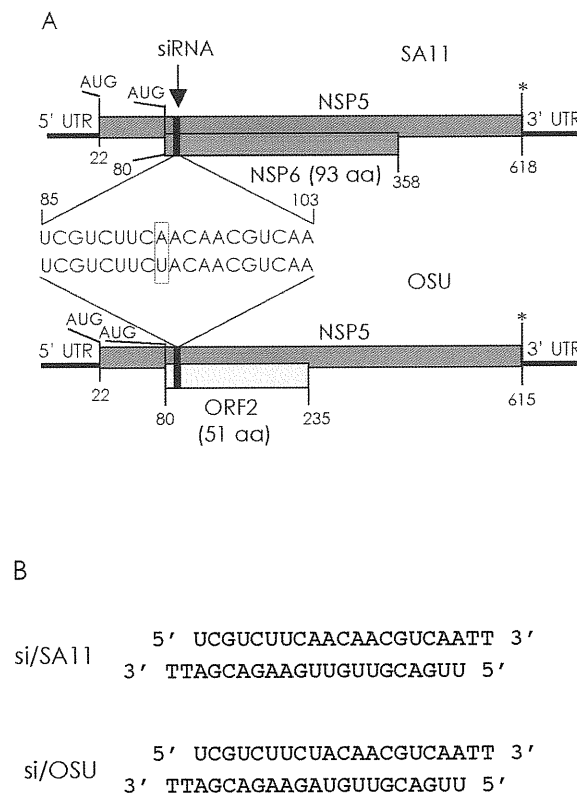 A
siRNA
SA11
AUG
AUG
NSP5
*
5' UTR
3' UTR
22
80
NSP6 (93 aa)
358
618
85
103
UCGUCUUCAACAACGUCAA
UCGUCUUCUACAACGUCAA
OSU
AUG
AUG
NSP5
*
5' UTR
3' UTR
22
80
ORF2
(51 aa)
235
615
B
si/SA11
5' UCGUCUUCAACAACGUCAATT 3'
3' TTAGCAGAAGUUGUUGCAGUU 5'
si/OSU
5' UCGUCUUCUACAACGUCAATT 3'
3' TTAGCAGAAGAUGUUGCAGUU 5'